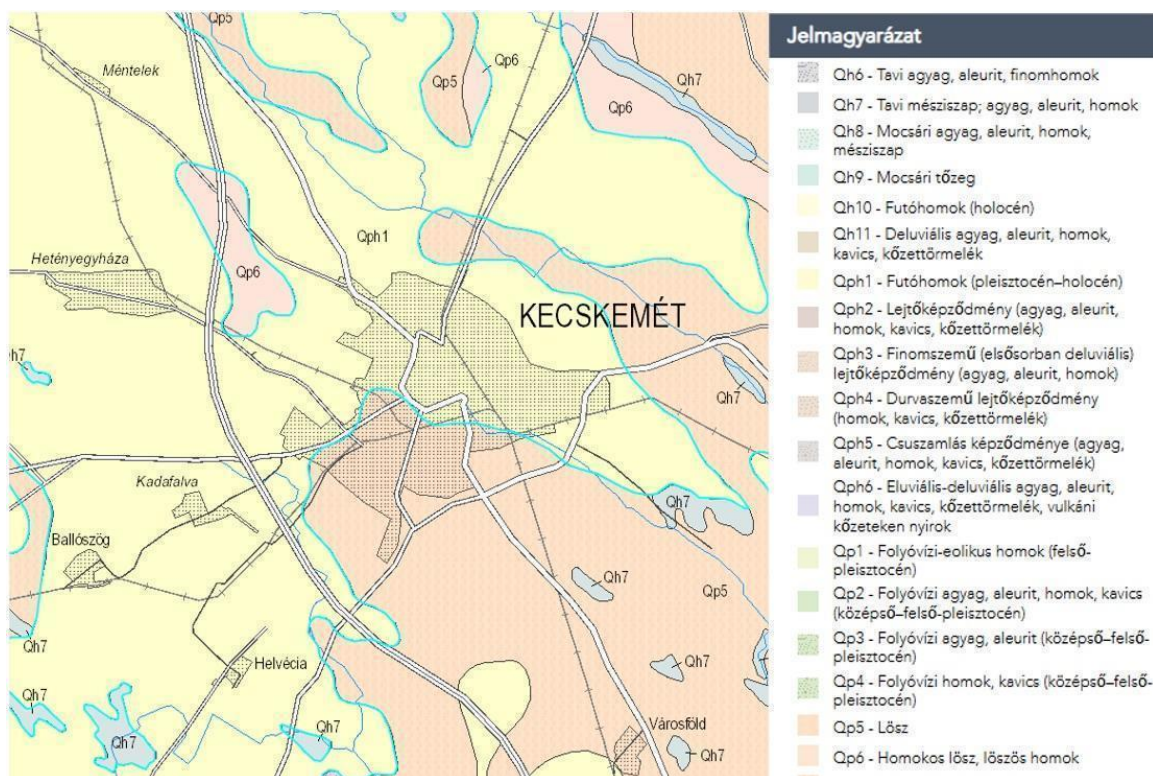 Qp5
Méntelek
Qp6
Qp5
Qh7
Qp6
Qph1
Hetényegyháza
Qp6
KECSKEMÉT
h7
Qh7
Kadafalva
Qh7
Ballószög
Qh7
Qp5
Qh7
Helvécia
Qh7
Qh7
Qh7
Qh7
Városföld
Qh7
Jelmagyarázat
Qh6 - Tavi agyag, aleurit, finomhomok
Qh7 - Tavi mésziszap; agyag, aleurit, homok
Qh8 - Mocsári agyag, aleurit, homok,
mésziszap
Qh9 - Mocsári tőzeg
Qh10 - Futóhomok (holocén)
Qh11 - Deluviális agyag, aleurit, homok,
kavics, kőzettörmelék
Qph1 - Futóhomok (pleisztocén–holocén)
Qph2 - Lejtőképződmény (agyag, aleurit,
homok, kavics, kőzettörmelék)
Qph3 - Finomszemű (elsősorban deluviális)
lejtőképződmény (agyag, aleurit, homok)
Qph4 - Durvaszemű lejtőképződmény
(homok, kavics, kőzettörmelék)
Qph5 - Csuszamlás képződménye (agyag,
aleurit, homok, kavics, kőzettörmelék)
Qph6 - Eluviális-deluviális agyag, aleurit,
homok, kavics, kőzettörmelék, vulkáni
kőzeteken nyirok
Qp1 - Folyóvízi-eolikus homok (felső-
pleisztocén)
Qp2 - Folyóvízi agyag, aleurit, homok, kavics
(középső–felső-pleisztocén)
Qp3 - Folyóvízi agyag, aleurit (középső–felső-
pleisztocén)
Qp4 - Folyóvízi homok, kavics (középső–felső-
pleisztocén)
Qp5 - Lösz
Qp6 - Homokos lösz, löszös homok